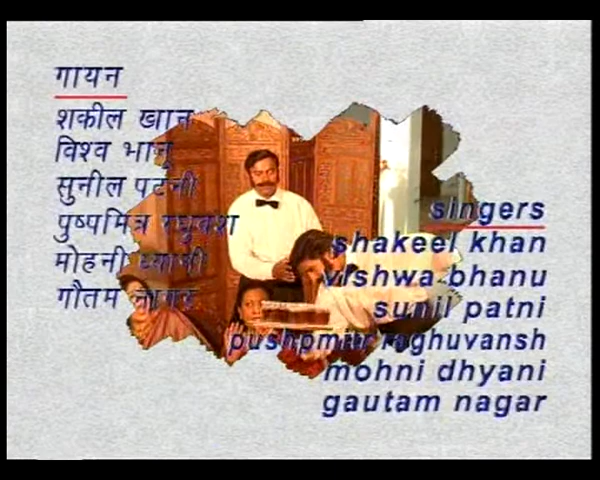 गायन
शकील खान
विश्व भानु
सुनील पटनी
पुष्पमित्र रघुवंश
मोहनी ध्यानी
गौतम नागर
singers
shakeel khan
vishwa bhanu
sunil patni
pushpmitr raghuvansh
mohni dhyani
gautam nagar